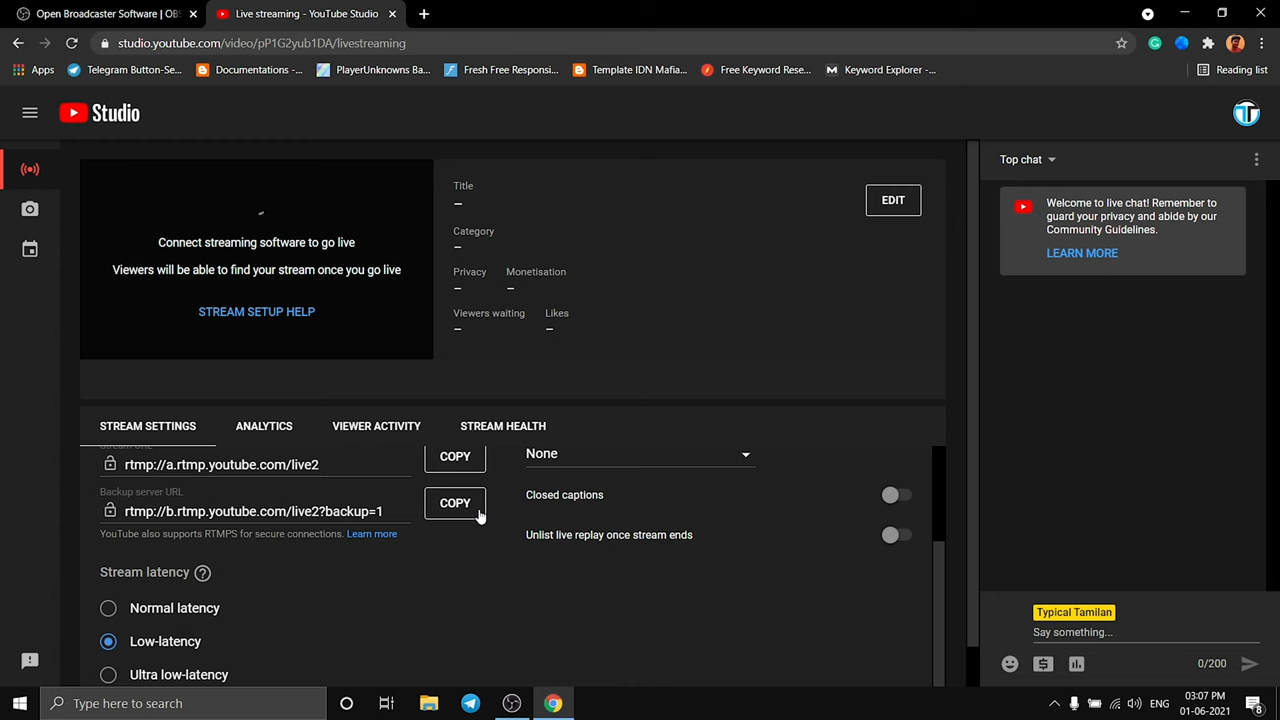 Open Broadcaster Software | OBS
Live streaming - YouTube Studio
studio.youtube.com/video/pP1G2yub1DA/livestreaming
Apps
Telegram Button-Se...
Documentations -...
PlayerUnknowns Ba...
Fresh Free Responsi...
Template IDN Mafia...
Free Keyword Rese...
Keyword Explorer -...
Reading list
Studio
Connect streaming software to go live
Viewers will be able to find your stream once you go live
STREAM SETUP HELP
Title
–
Category
–
Privacy Monetisation
– –
Viewers waiting Likes
– –
EDIT
Top chat
Welcome to live chat! Remember to
guard your privacy and abide by our
Community Guidelines.
LEARN MORE
STREAM SETTINGS
ANALYTICS
VIEWER ACTIVITY
STREAM HEALTH
Stream URL
rtmp://a.rtmp.youtube.com/live2
COPY
Backup server URL
rtmp://b.rtmp.youtube.com/live2?backup=1
COPY
YouTube also supports RTMPS for secure connections. Learn more
Stream latency
Normal latency
Low-latency
Ultra low-latency
None
Closed captions
Unlist live replay once stream ends
Typical Tamilan
Say something...
0/200
Type here to search
ENG
03:07 PM
01-06-2021
8